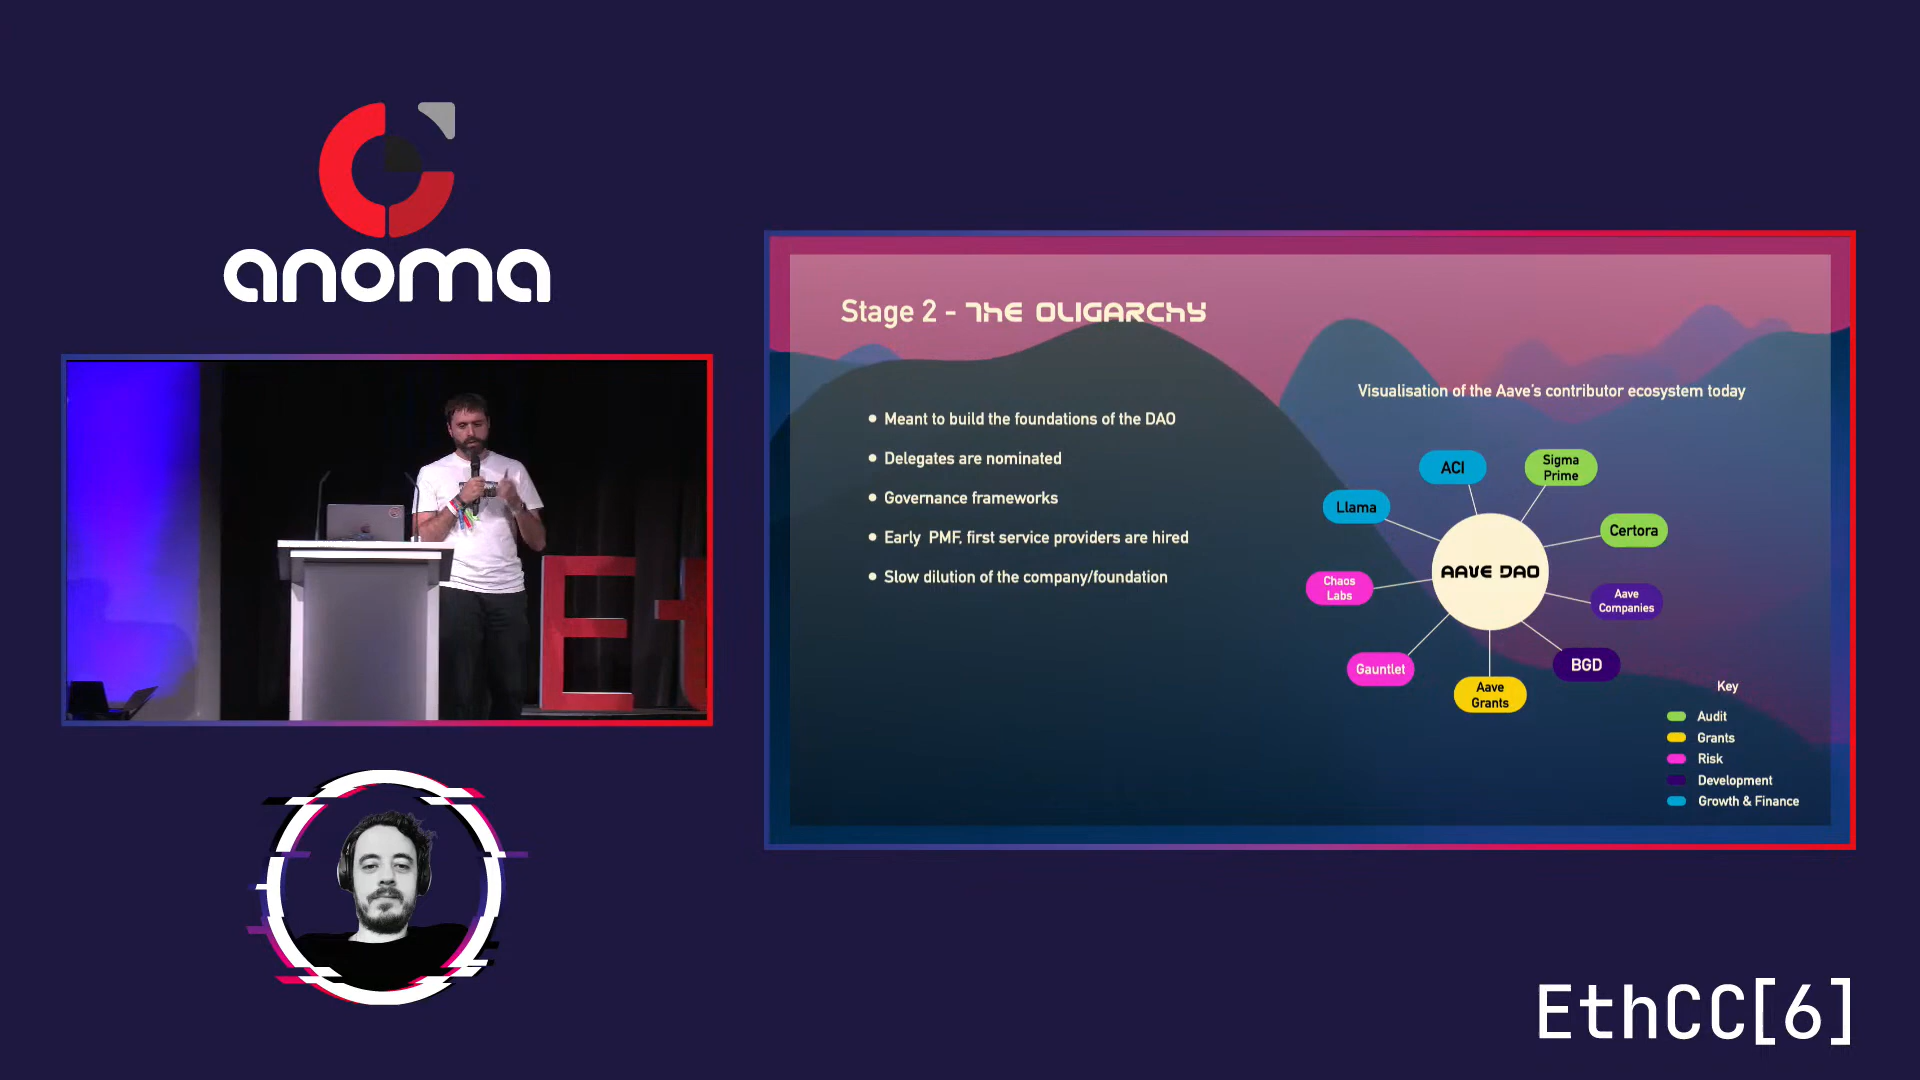 anoma
Stage 2 - THE OLIGARCHY
Visualisation of the Aave's contributor ecosystem today
• Meant to build the foundations of the DAO
• Delegates are nominated
• Governance frameworks
• Early PMF, first service providers are hired
• Slow dilution of the company/foundation
ACI
Sigma
Prime
Llama
Certora
AAVE DAO
Chaos
Labs
Aave
Companies
Gauntlet
BGD
Aave
Grants
Key
Audit
Grants
Risk
Development
Growth & Finance
Et
EthCC[6]